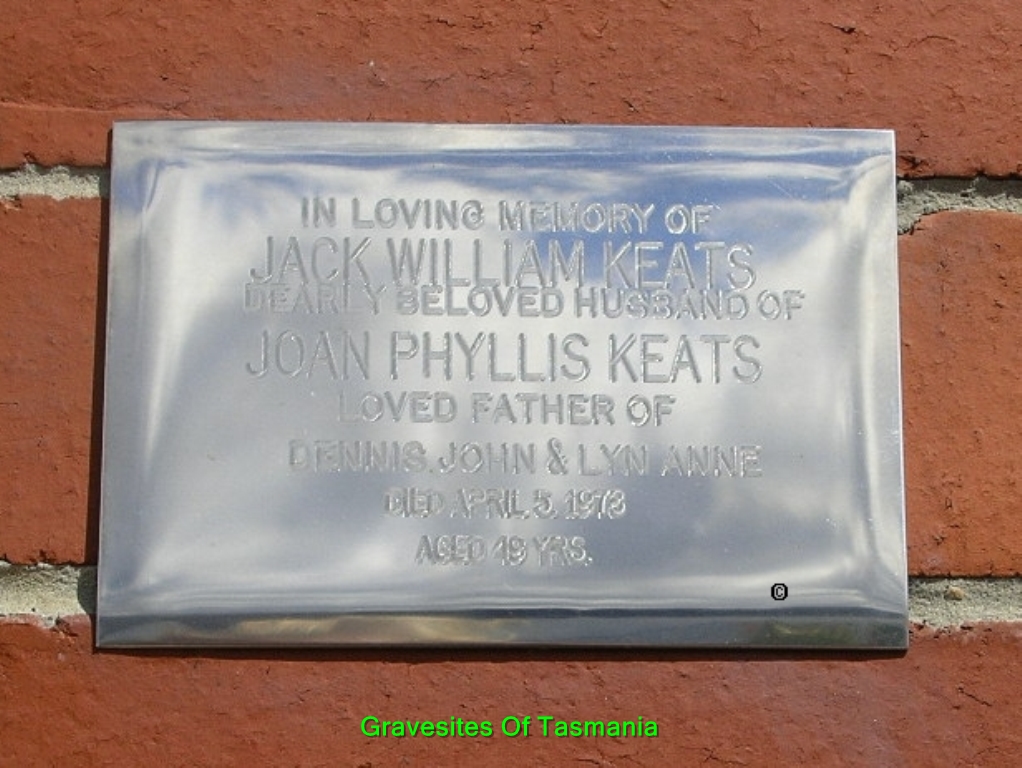 IN LOVING MEMORY OF
JACK WILLIAM KEATS
DEARLY BELOVED HUSBAND OF
JOAN PHYLLIS KEATS
LOVED FATHER OF
DENNIS, JOHN & LYN ANNE
DIED APRIL 5, 1973
AGED 49 YRS.
©
Gravesites Of Tasmania